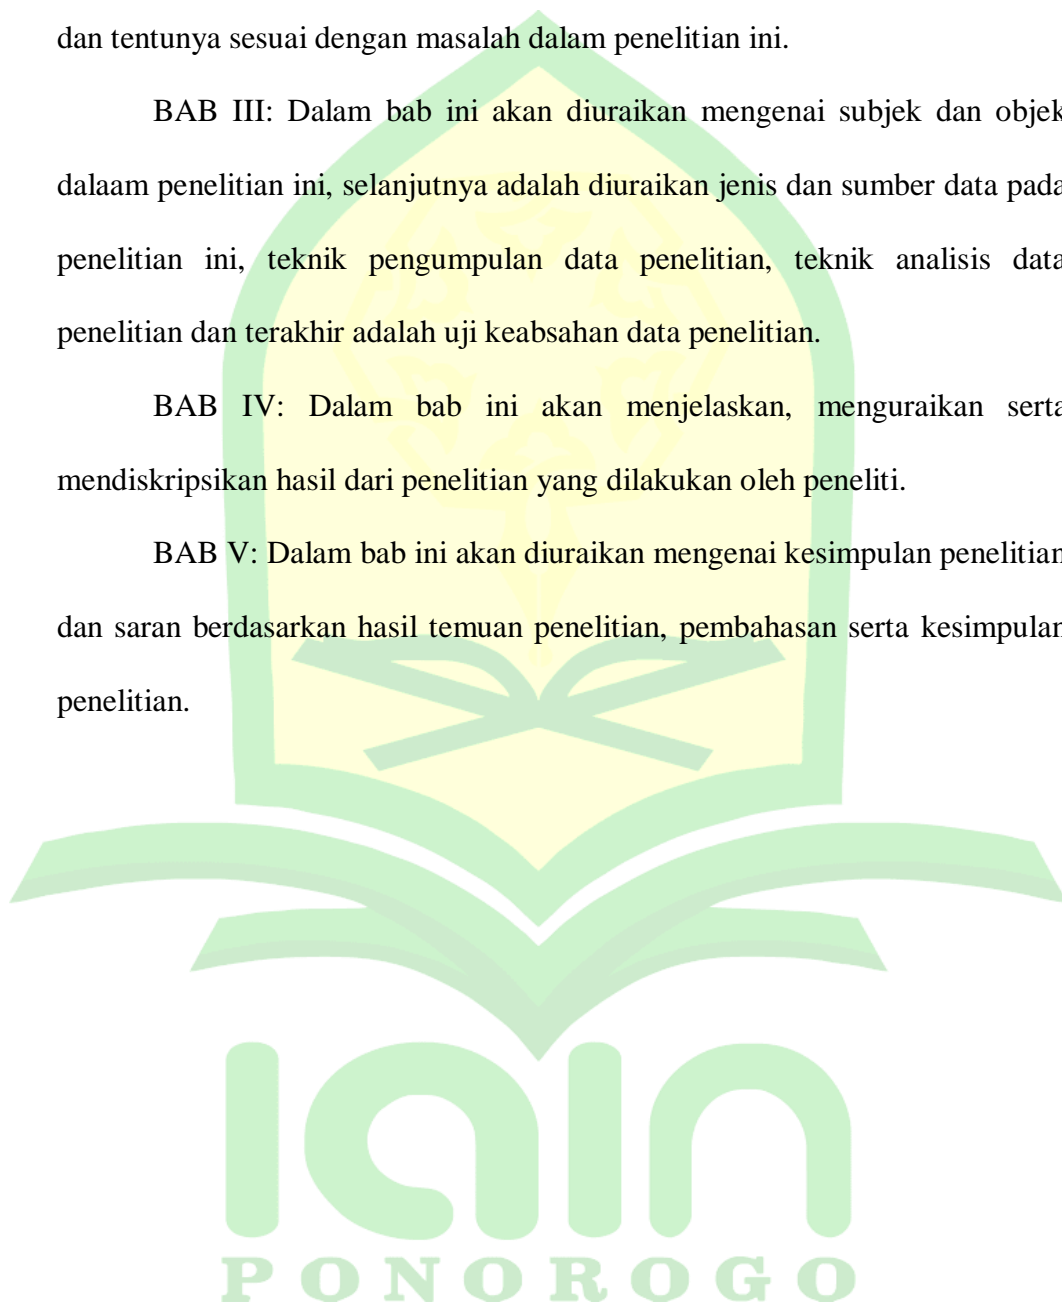 dan tentunya sesuai dengan masalah dalam penelitian ini.
BAB III: Dalam bab ini akan diuraikan mengenai subjek dan objek
dalaam penelitian ini, selanjutnya adalah diuraikan jenis dan sumber data pada
penelitian ini, teknik pengumpulan data penelitian, teknik analisis data
penelitian dan terakhir adalah uji keabsahan data penelitian.
BAB IV: Dalam bab ini akan menjelaskan, menguraikan serta
mendiskripsikan hasil dari penelitian yang dilakukan oleh peneliti.
BAB V: Dalam bab ini akan diuraikan mengenai kesimpulan penelitian
dan saran berdasarkan hasil temuan penelitian, pembahasan serta kesimpulan
penelitian.
IAIN
PONOROGO